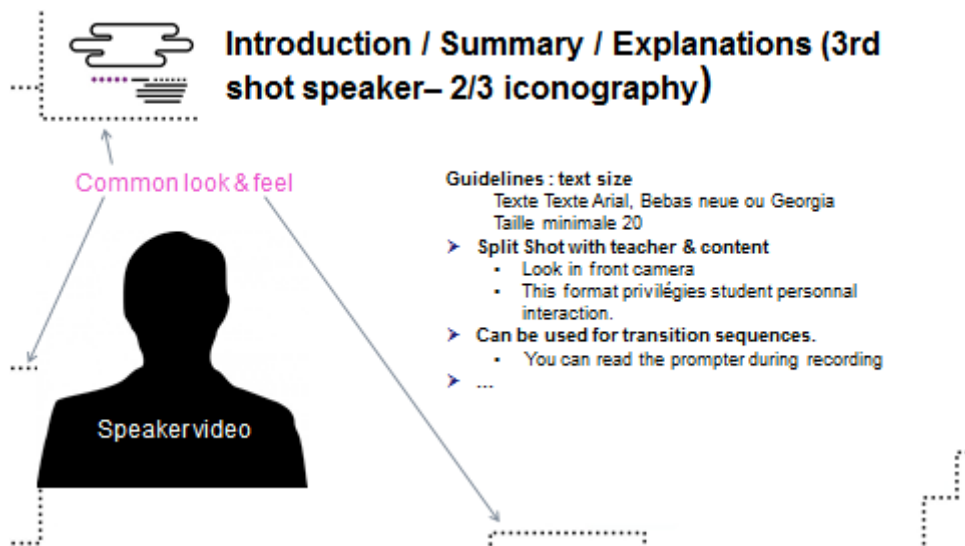 Introduction / Summary / Explanations (3rd
shot speaker– 2/3 iconography)
Common look & feel
Guidelines : text size
Texte Texte Arial, Bebas neue ou Georgia
Taille minimale 20
Split Shot with teacher & content
Look in front camera
This format privilégies student personnal
interaction.
Can be used for transition sequences.
You can read the prompter during recording
...
Speaker video